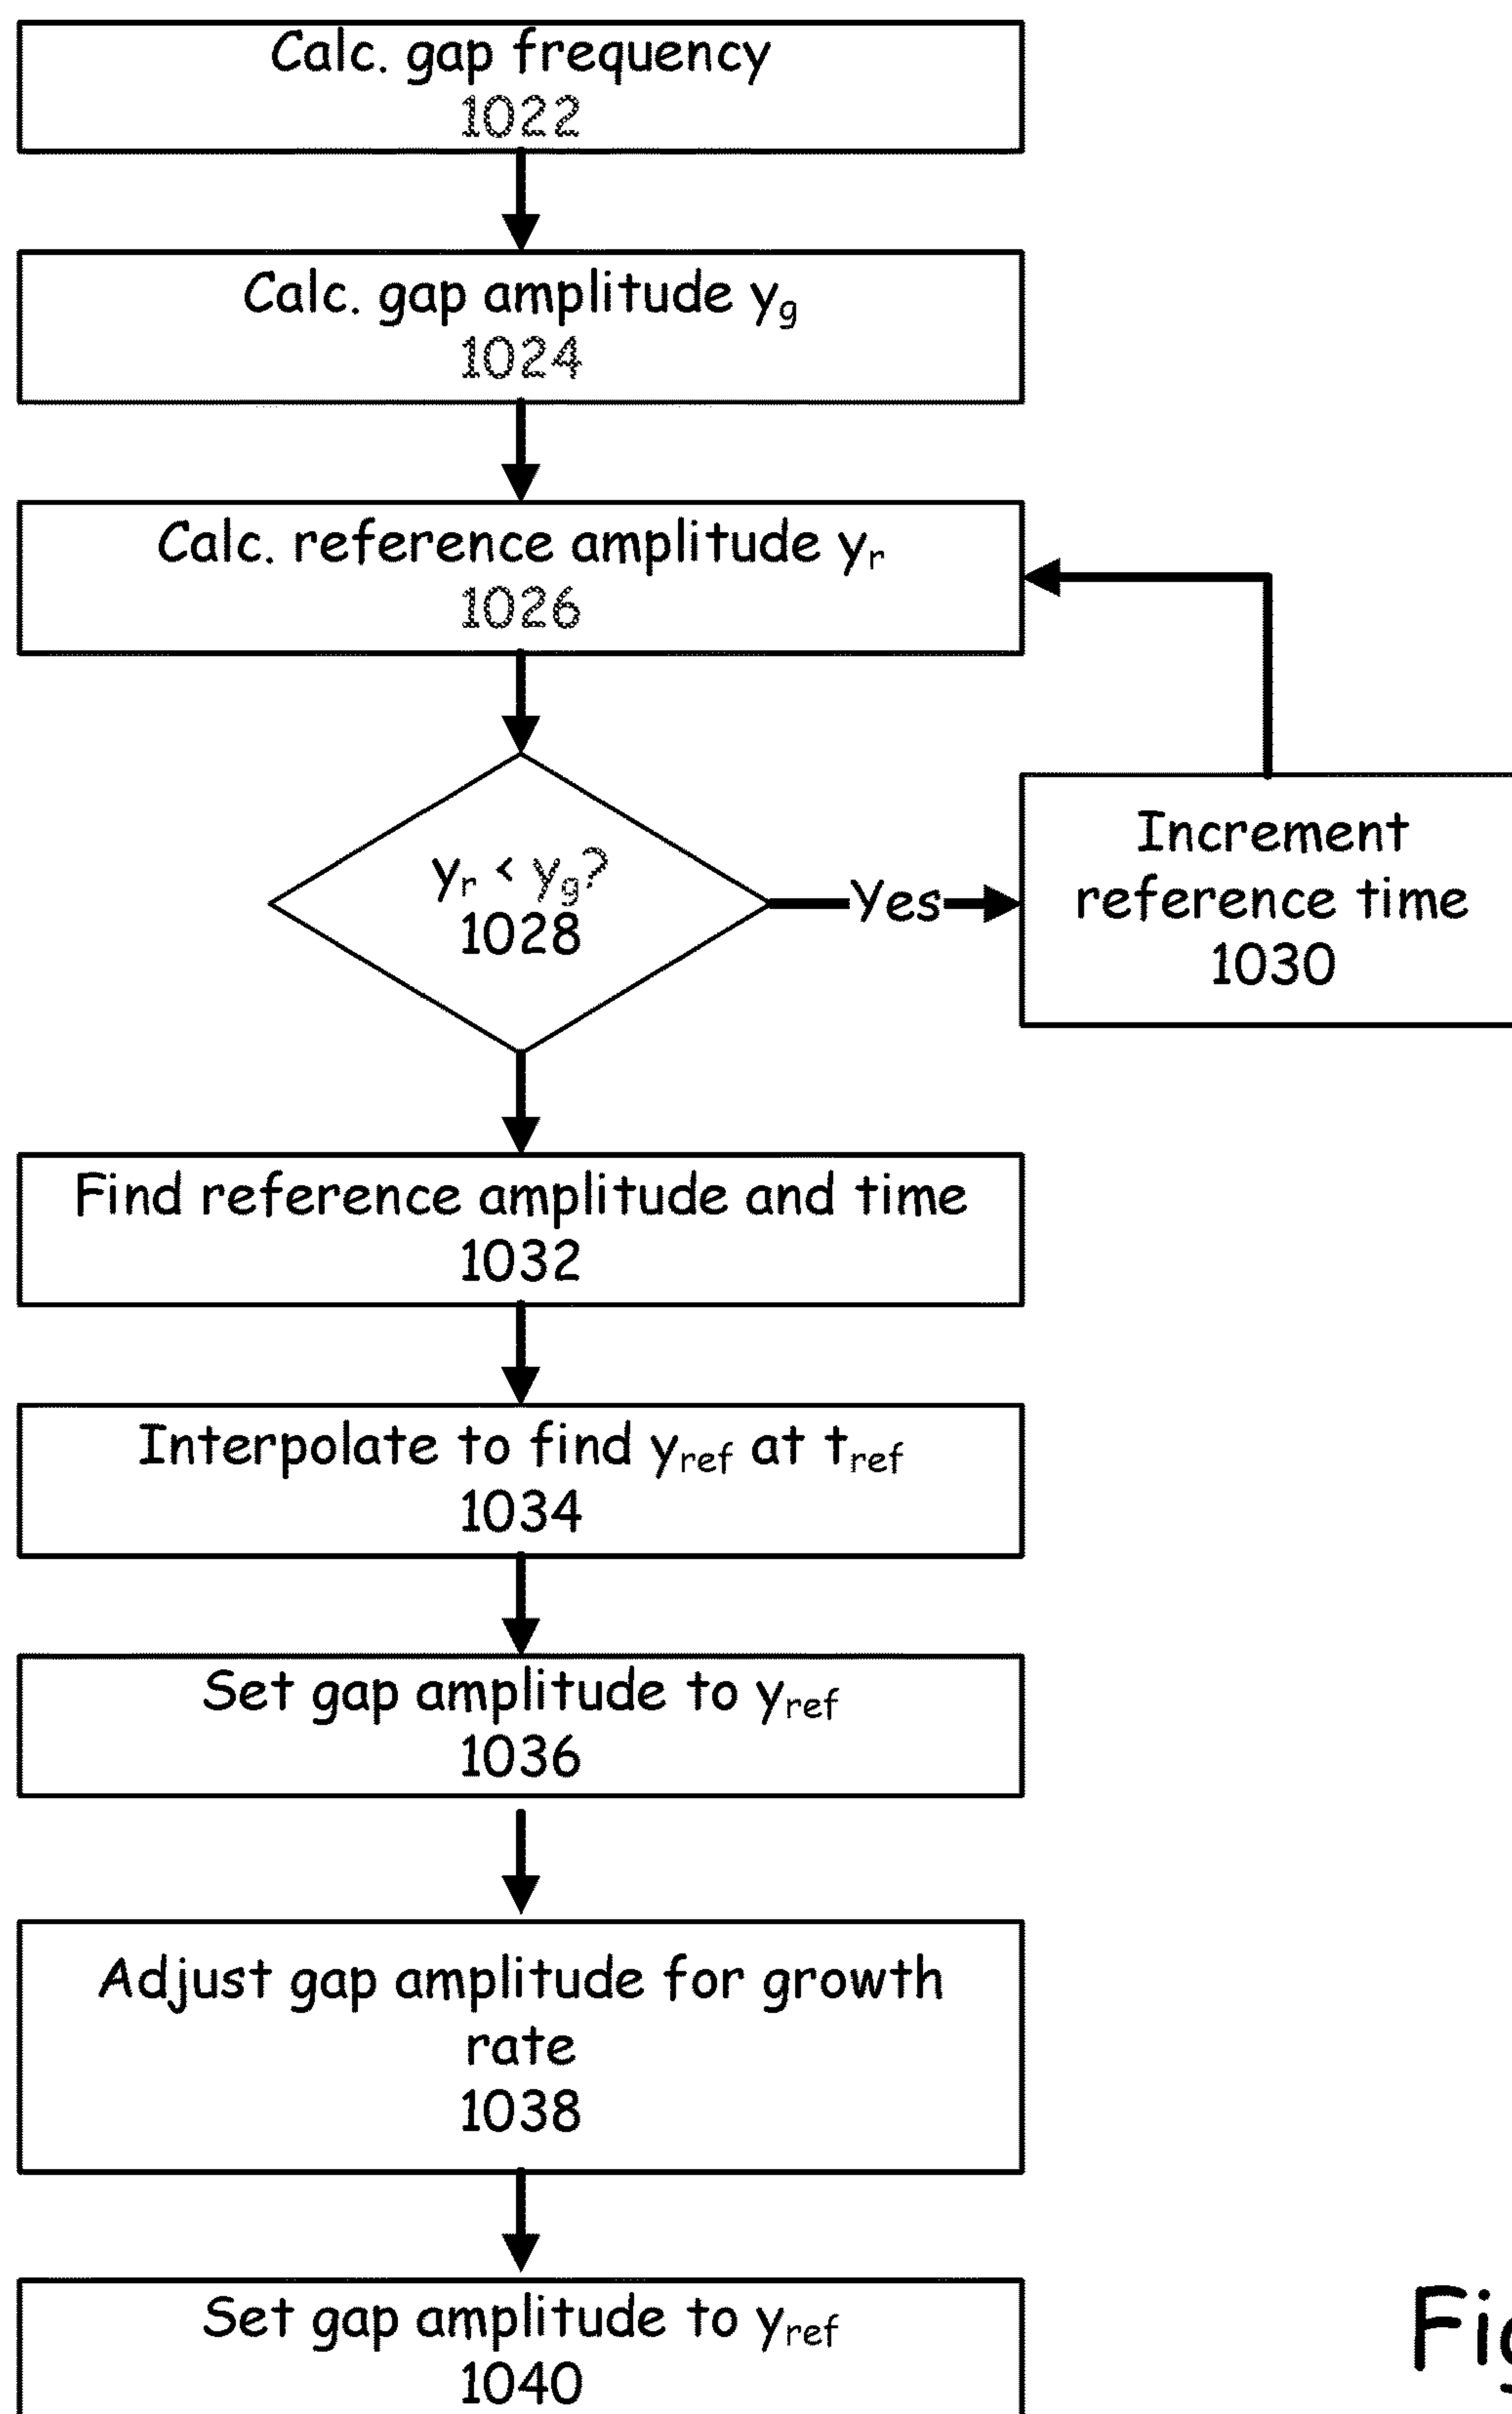 Calc. gap frequency
1022
Calc. gap amplitude yg
1024
Calc. reference amplitude yr
1026
yr < yg?
1028
Yes
Increment
reference time
1030
Find reference amplitude and time
1032
Interpolate to find yref at tref
1034
Set gap amplitude to yref
1036
Adjust gap amplitude for growth
rate
1038
Set gap amplitude to yref
1040